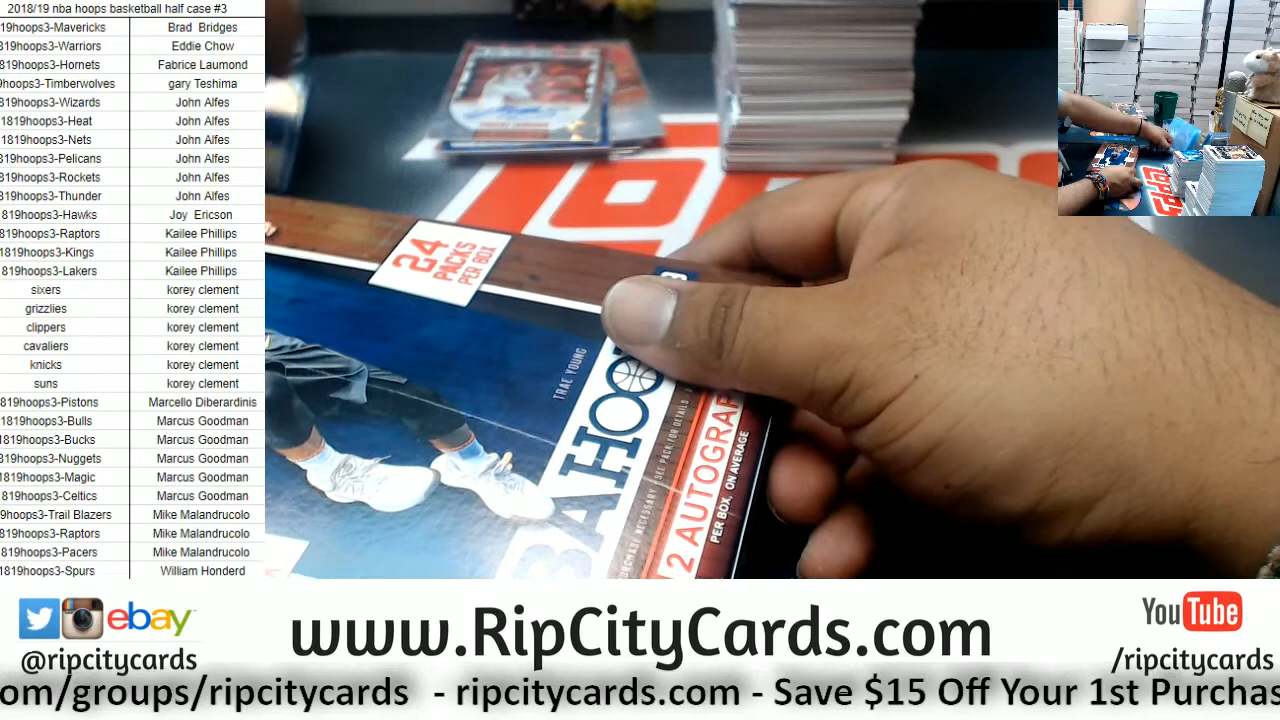 2018/19 nba hoops basketball half case #3
19hoops3-Mavericks Brad Bridges
819hoops3-Warriors Eddie Chow
819hoops3-Hornets Fabrice Laumond
9hoops3-Timberwolves gary Teshima
819hoops3-Wizards John Alfes
1819hoops3-Heat John Alfes
1819hoops3-Nets John Alfes
819hoops3-Pelicans John Alfes
819hoops3-Rockets John Alfes
819hoops3-Thunder John Alfes
819hoops3-Hawks Joy Ericson
819hoops3-Raptors Kailee Phillips
1819hoops3-Kings Kailee Phillips
819hoops3-Lakers Kailee Phillips
sixers korey clement
grizzlies korey clement
clippers korey clement
cavaliers korey clement
knicks korey clement
suns korey clement
819hoops3-Pistons Marcello Diberardinis
1819hoops3-Bulls Marcus Goodman
1819hoops3-Bucks Marcus Goodman
819hoops3-Nuggets Marcus Goodman
1819hoops3-Magic Marcus Goodman
819hoops3-Celtics Marcus Goodman
9hoops3-Trail Blazers Mike Malandrucolo
819hoops3-Raptors Mike Malandrucolo
819hoops3-Pacers Mike Malandrucolo
1819hoops3-Spurs William Honderd
24
PACKS
PER BOX
TRAE YOUNG
HOO
BA
SEE PACK FOR DETAILS
2 AUTOGRAP
PER BOX, ON AVERAGE
ebay
@ripcitycards
www.RipCityCards.com
YouTube
/ripcitycards
om/groups/ripcitycards - ripcitycards.com - Save $15 Off Your 1st Purchas